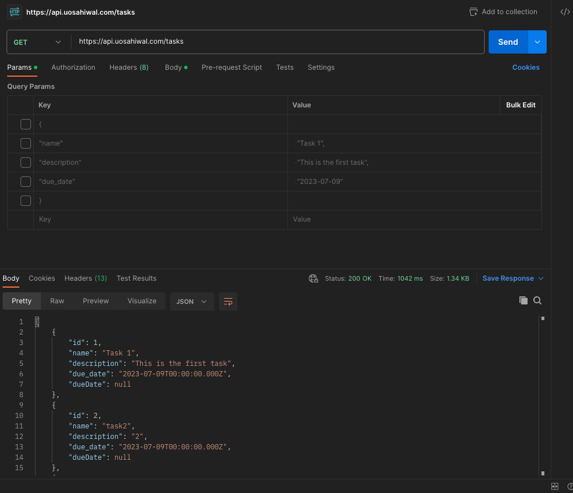 HTTP
https://api.uosahiwal.com/tasks
Add to collection
GET
https://api.uosahiwal.com/tasks
Send
Params
Authorization
Headers (8)
Body
Pre-request Script
Tests
Settings
Cookies
Query Params
Key
Value
Bulk Edit
{
"name"
"Task 1",
"description"
"This is the first task",
"due_date"
"2023-07-09"
}
Key
Value
Body
Cookies
Headers (13)
Test Results
Status: 200 OK
Time: 1042 ms
Size: 1.34 KB
Save Response
Pretty
Raw
Preview
Visualize
JSON
1 [
2 {
3 "id": 1,
4 "name": "Task 1",
5 "description": "This is the first task",
6 "due_date": "2023-07-09T00:00:00.000Z",
7 "dueDate": null
8 },
9 {
10 "id": 2,
11 "name": "task2",
12 "description": "2",
13 "due_date": "2023-07-09T00:00:00.000Z",
14 "dueDate": null
15 },